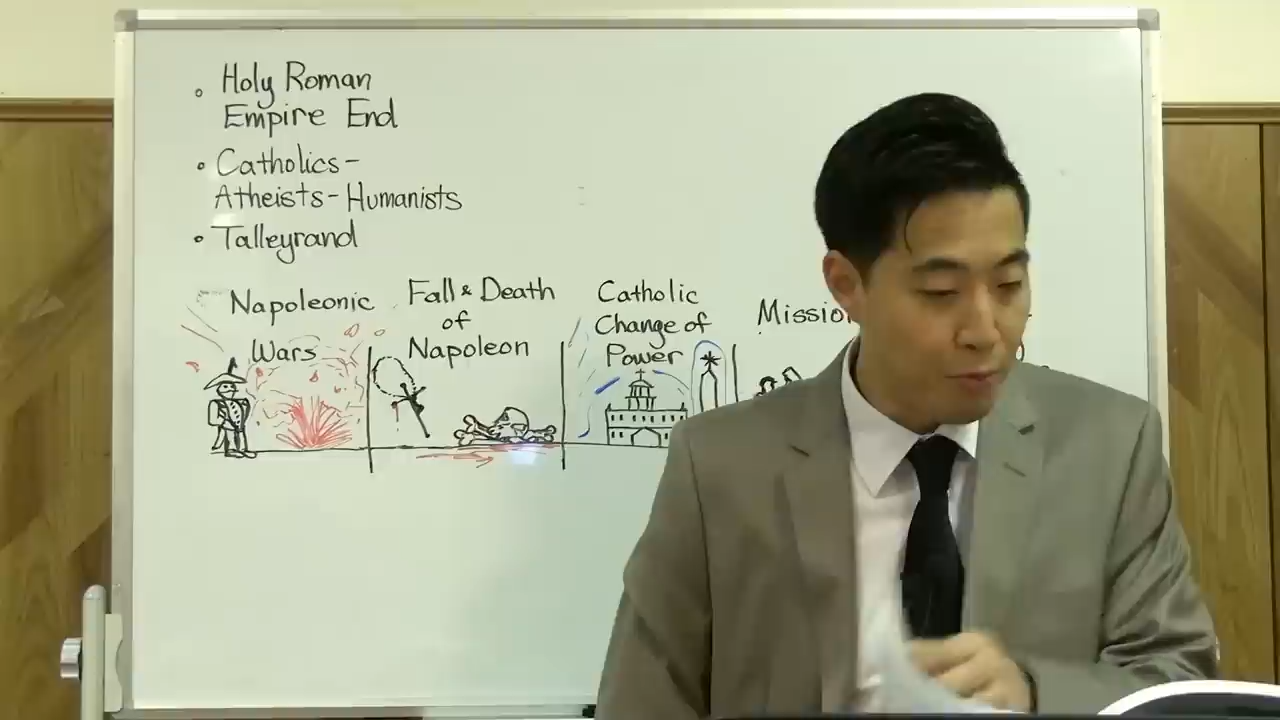 Holy Roman
Empire End
Catholics-
Atheists-Humanists
Talleyrand
Napoleonic
Wars
Fall & Death
of
Napoleon
Catholic
Change of
Power